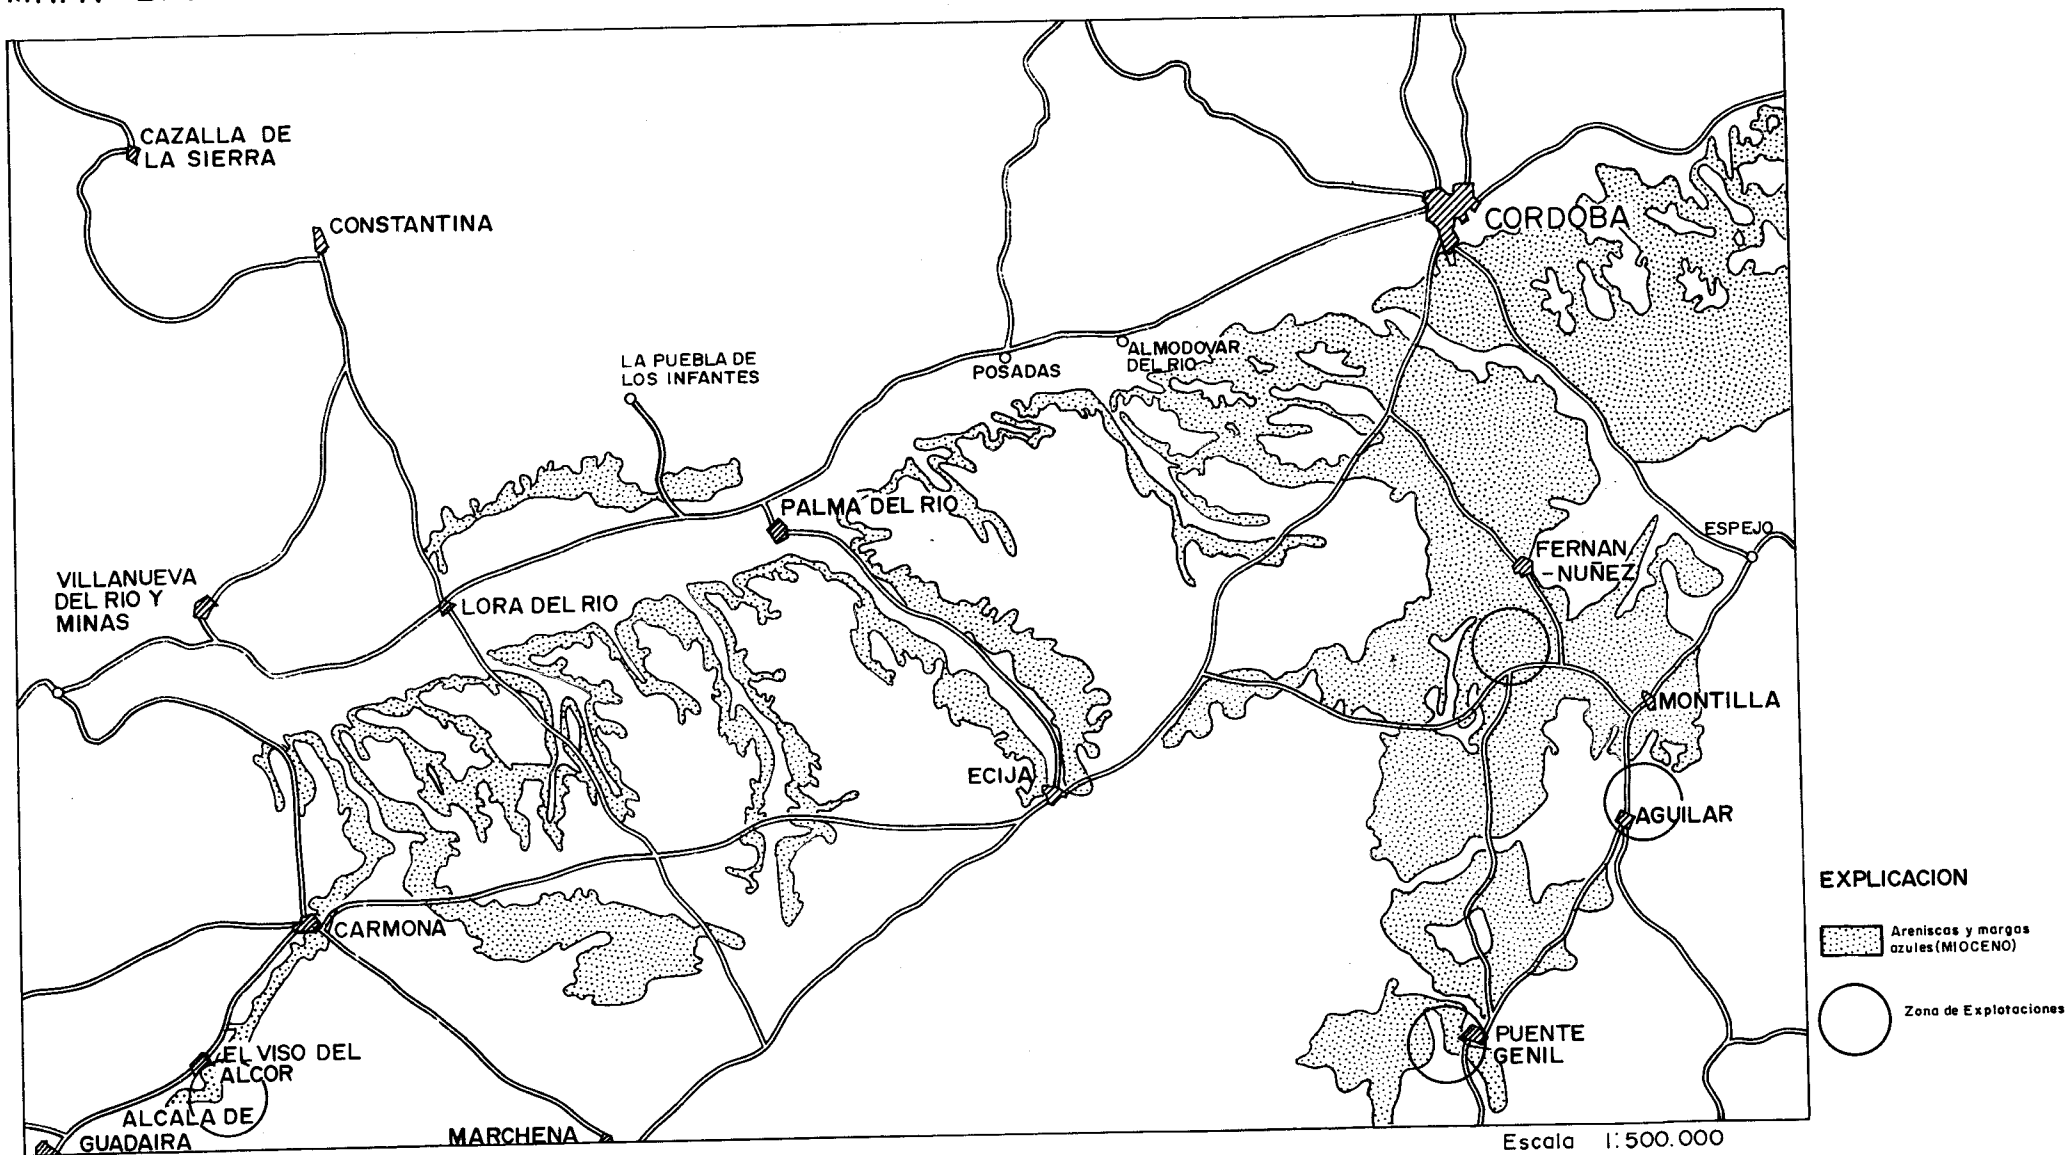 CAZALLA DE
LA SIERRA
CONSTANTINA
CORDOBA
LA PUEBLA DE
LOS INFANTES
POSADAS
ALMODOVAR
DEL RIO
PALMA DEL RIO
ESPEJO
FERNAN
-NUÑEZ
VILLANUEVA
DEL RIO Y
MINAS
LORA DEL RIO
MONTILLA
ECIJA
AGUILAR
EXPLICACION
CARMONA
Areniscas y margas
azules (MIOCENO)
Zona de Explotaciones
PUENTE
GENIL
EL VISO DEL
ALCOR
ALCALA DE
GUADAIRA
MARCHENA
Escala 1:500.000